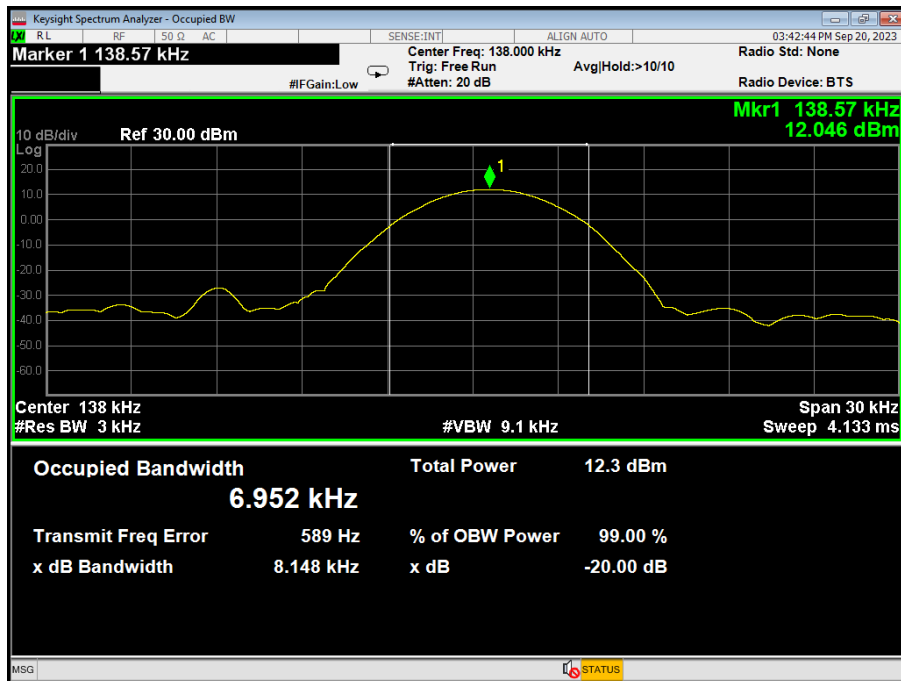 Keysight Spectrum Analyzer - Occupied BW
LXI RL RF 50 Ω AC SENSE:INT ALIGN AUTO 03:42:44 PM Sep 20, 2023
Marker 1 138.57 kHz
Center Freq: 138.000 kHz Radio Std: None
Trig: Free Run Avg|Hold:>10/10
#IFGain:Low #Atten: 20 dB Radio Device: BTS
Mkr1 138.57 kHz
12.046 dBm
10 dB/div Ref 30.00 dBm
Log
20.0
10.0
0.00
-10.0
-20.0
-30.0
-40.0
-50.0
-60.0
1
Center 138 kHz Span 30 kHz
#Res BW 3 kHz #VBW 9.1 kHz Sweep 4.133 ms
Occupied Bandwidth Total Power 12.3 dBm
6.952 kHz
Transmit Freq Error 589 Hz % of OBW Power 99.00 %
x dB Bandwidth 8.148 kHz x dB -20.00 dB
MSG STATUS